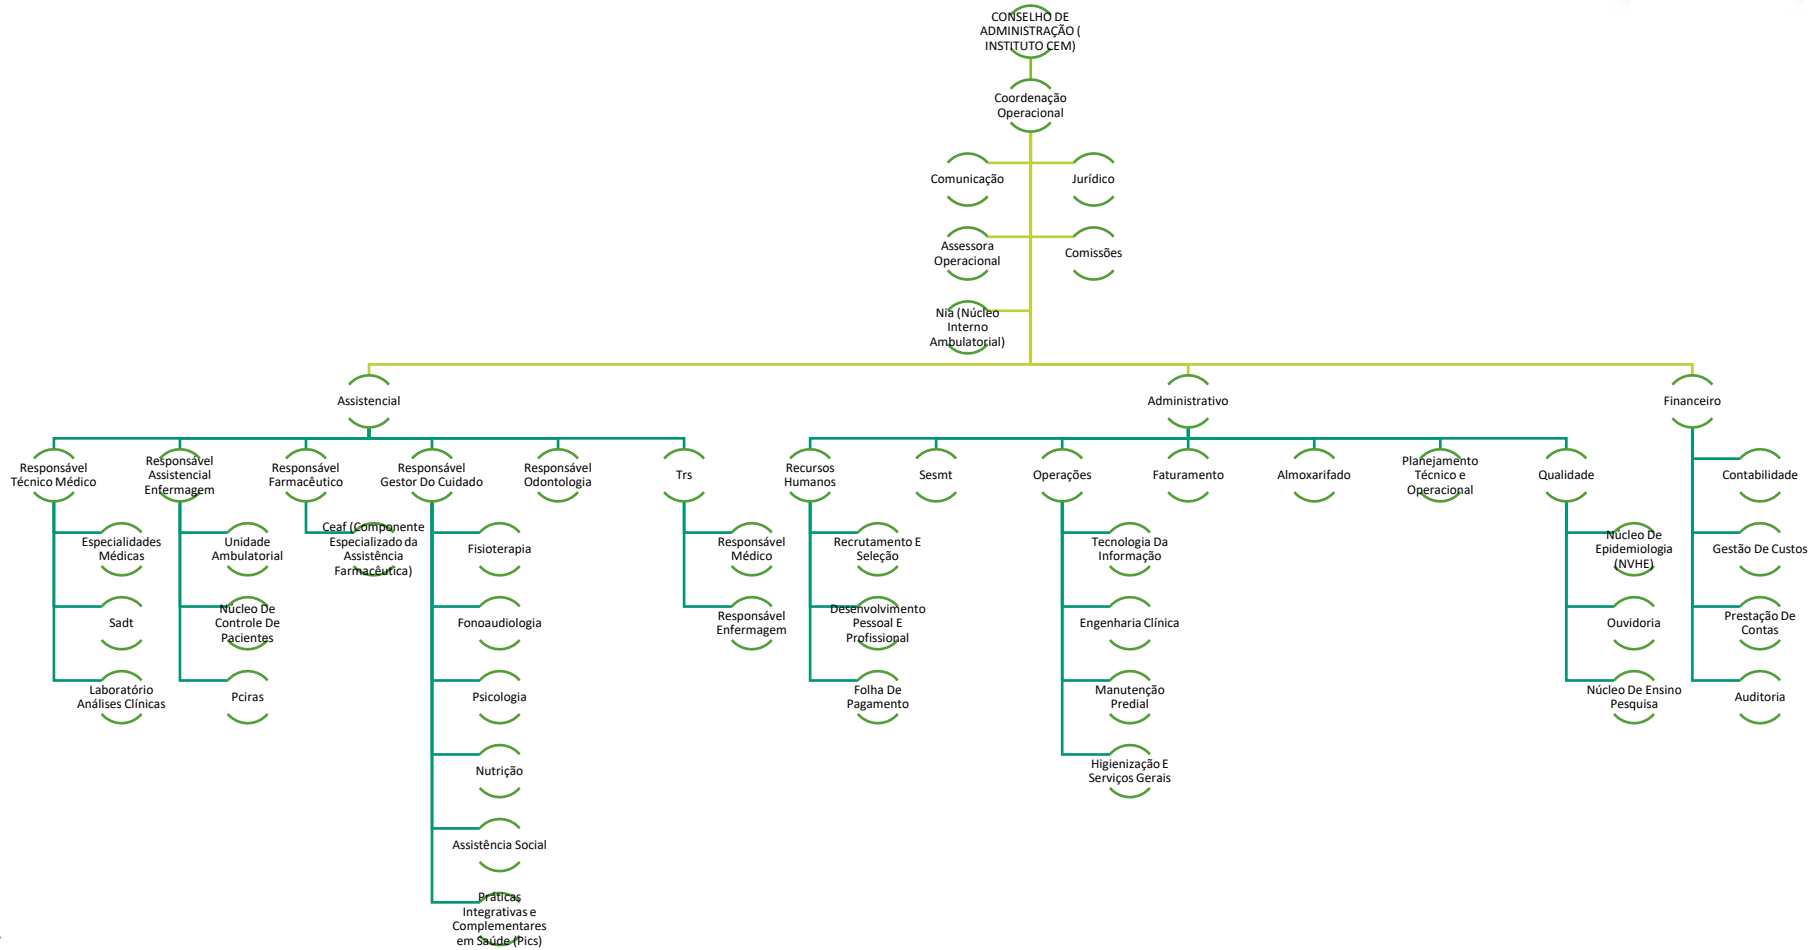 CONSELHO DE
ADMINISTRAÇÃO (
INSTITUTO CEM)
Coordenação
Operacional
Comunicação
Jurídico
Assessora
Operacional
Comissões
Nia (Núcleo
Interno
Ambulatorial)
Assistencial
Administrativo
Financeiro
Responsável
Técnico Médico
Responsável
Assistencial
Enfermagem
Responsável
Farmacêutico
Responsável
Gestor Do Cuidado
Responsável
Odontologia
Trs
Recursos
Humanos
Sesmt
Operações
Faturamento
Almoxarifado
Planejamento
Técnico e
Operacional
Qualidade
Contabilidade
Especialidades
Médicas
Unidade
Ambulatorial
Ceaf (Componente
Especializado da
Assistência
Farmacêutica)
Fisioterapia
Responsável
Médico
Recrutamento E
Seleção
Tecnologia Da
Informação
Núcleo De
Epidemiologia
(NVHE)
Gestão De Custos
Sadt
Núcleo De
Controle De
Pacientes
Fonoaudiologia
Responsável
Enfermagem
Desenvolvimento
Pessoal E
Profissional
Engenharia Clínica
Ouvidoria
Prestação De
Contas
Laboratório
Análises Clínicas
Pciras
Psicologia
Folha De
Pagamento
Manutenção
Predial
Núcleo De Ensino
Pesquisa
Auditoria
Nutrição
Higienização E
Serviços Gerais
Assistência Social
Práticas
Integrativas e
Complementares
em Saúde (Pics)